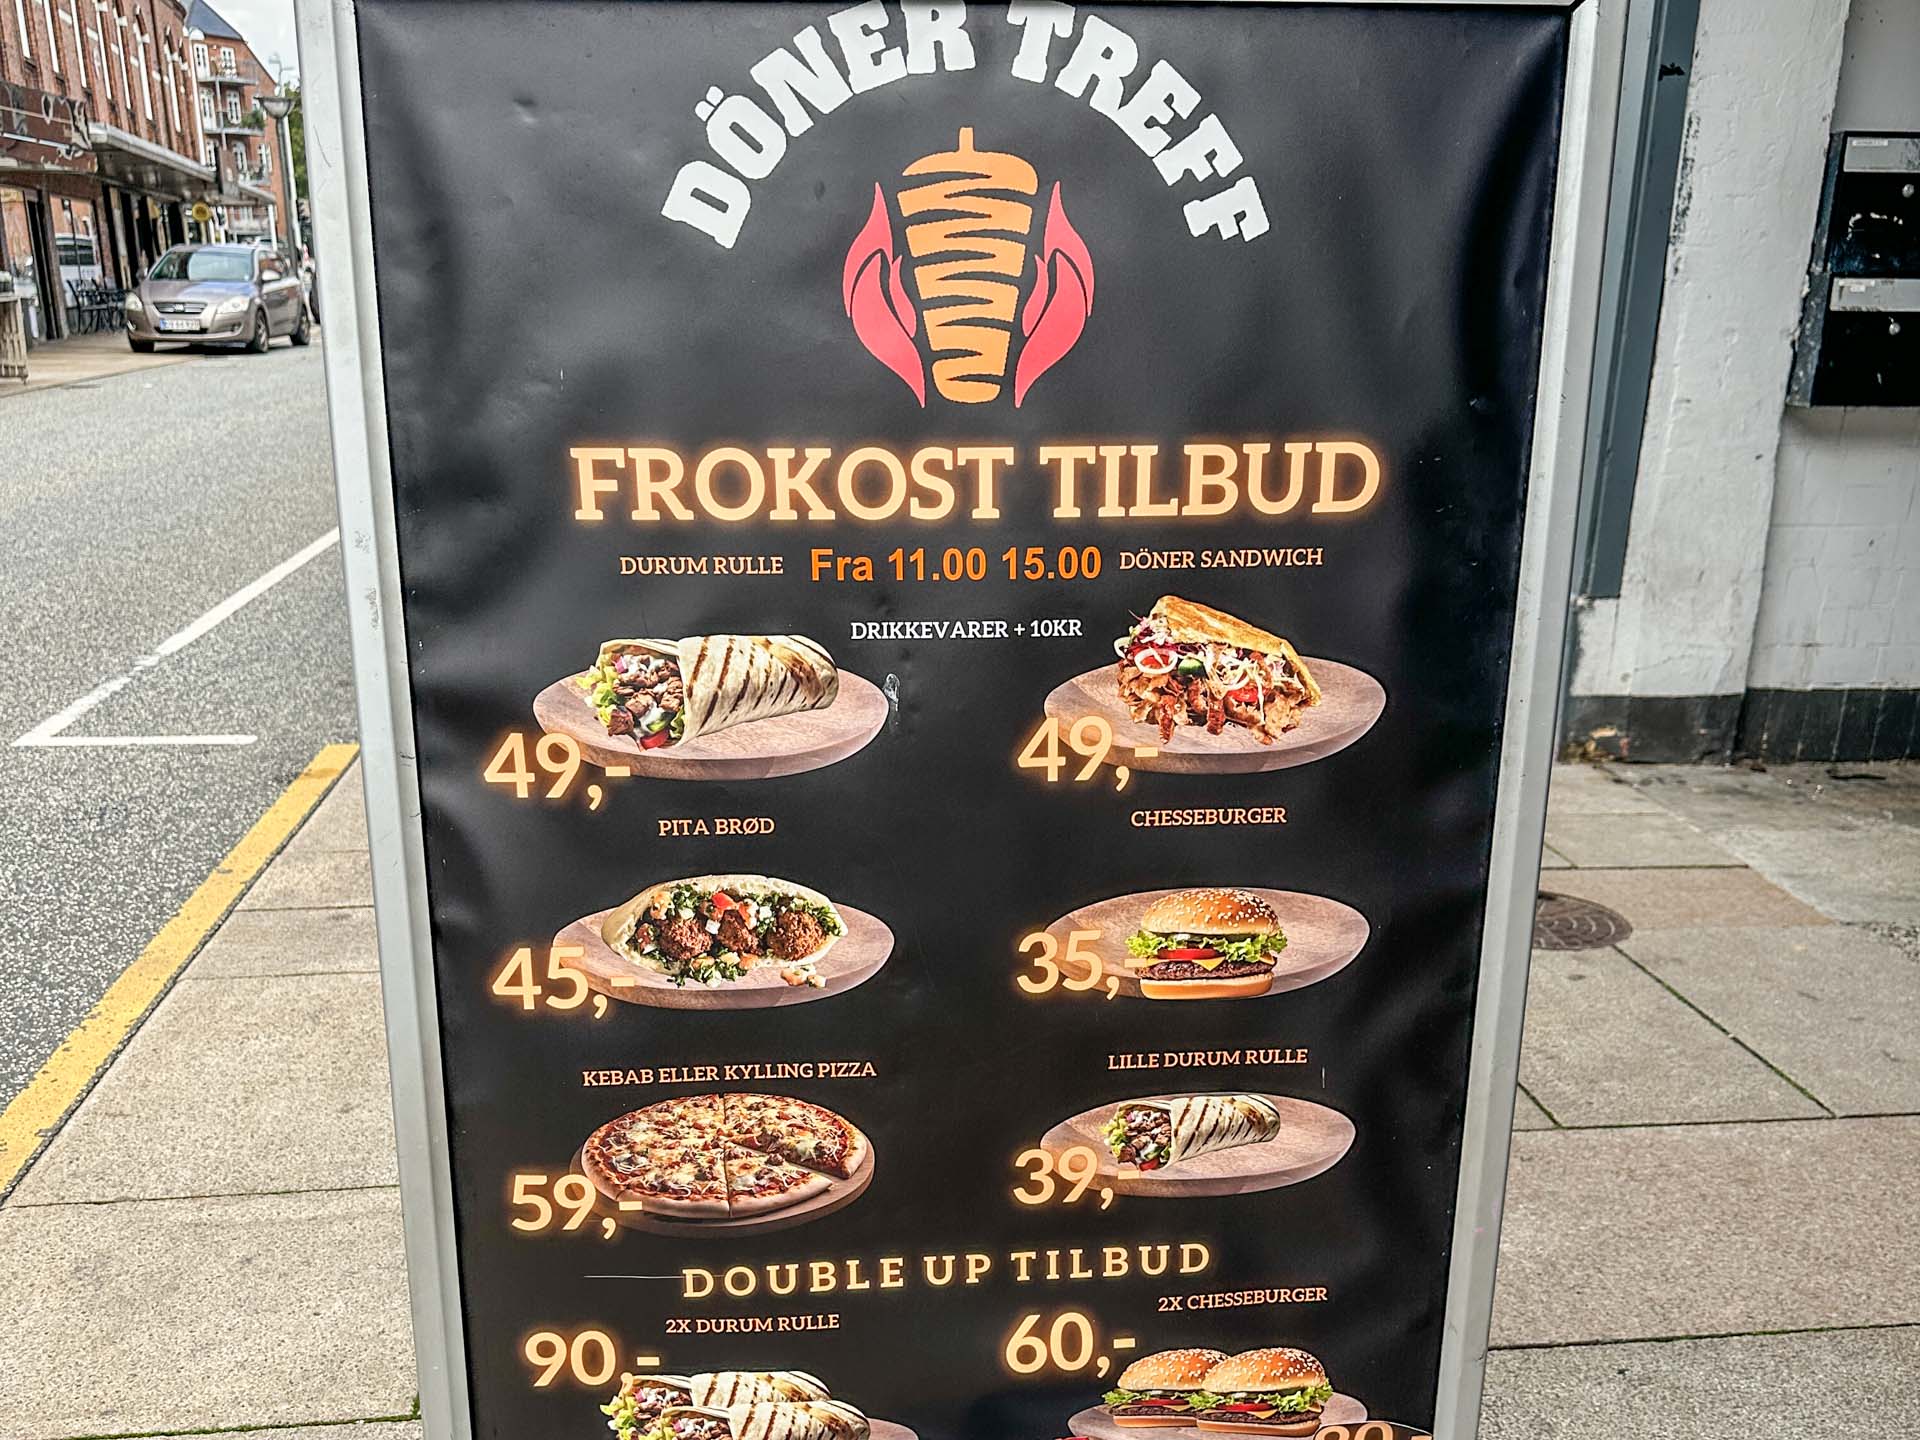 DÖNER TREFF
FROKOST TILBUD
DURUM RULLE
Fra 11.00 15.00
DÖNER SANDWICH
DRIKKEVARER + 10KR
49,-
49,-
PITA BRØD
CHESSEBURGER
45,-
35,-
KEBAB ELLER KYLLING PIZZA
LILLE DURUM RULLE
59,-
39,-
DOUBLE UP TILBUD
2X DURUM RULLE
2X CHESSEBURGER
90,-
60,-